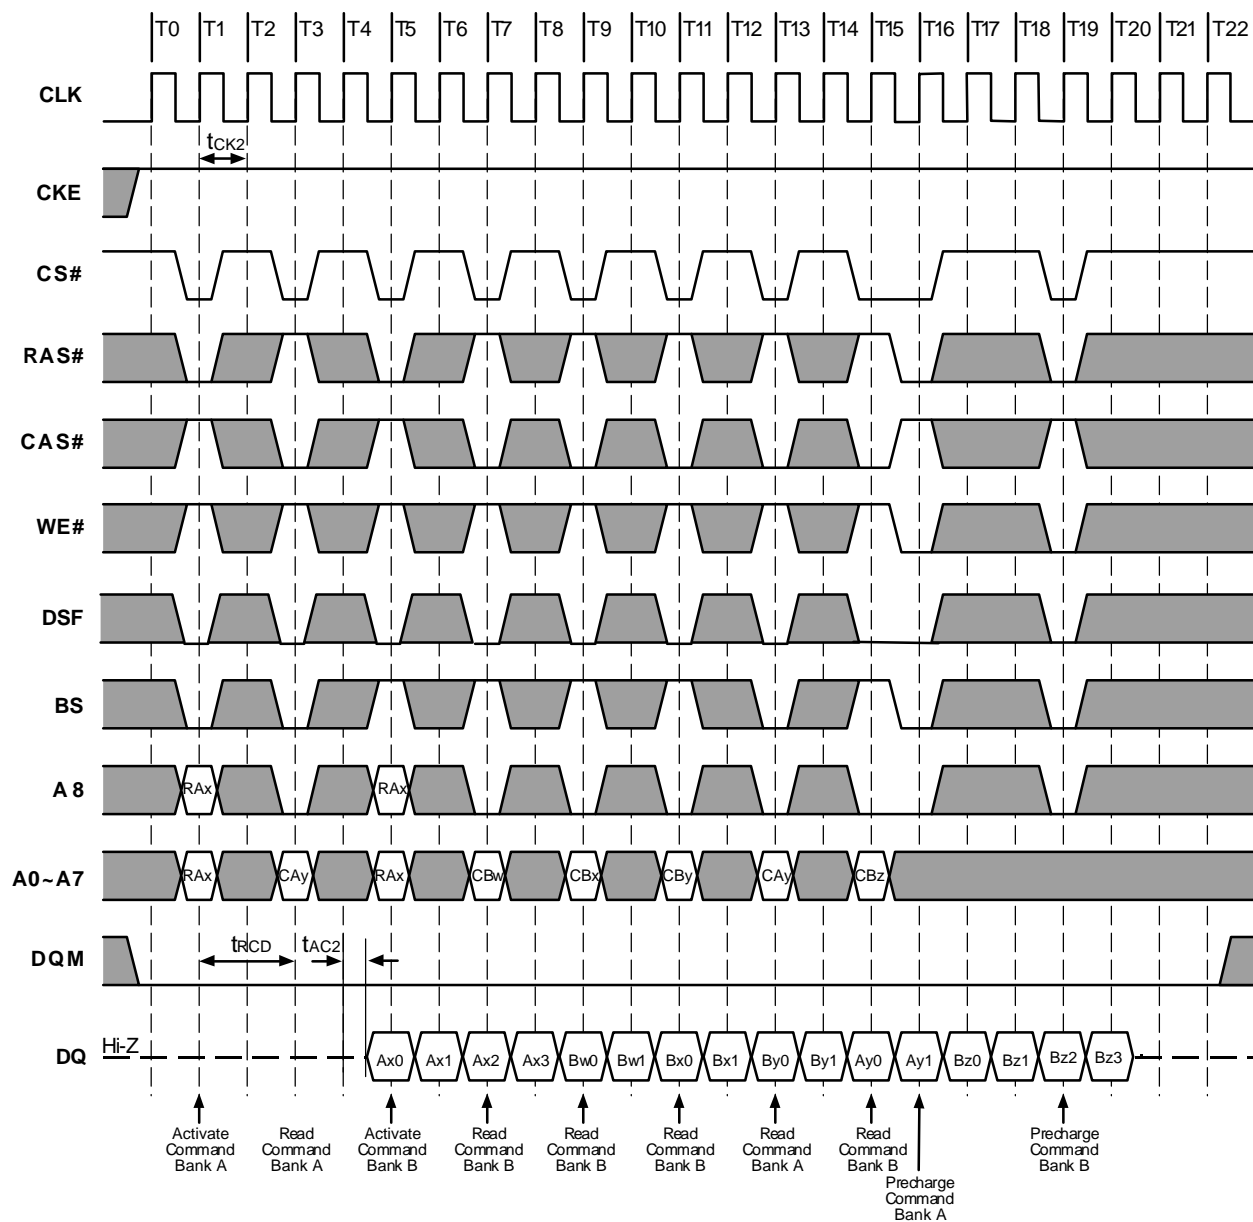 T0 T1 T2 T3 T4 T5 T6 T7 T8 T9 T10 T11 T12 T13 T14 T15 T16 T17 T18 T19 T20 T21 T22
CLK
tCK2
CKE
CS#
RAS#
CAS#
WE#
DSF
BS
A8
RAx RAx
A0~A7
RAx CAy RAx CBw CBx CBy CAy CBz
DQM
tRCD tAC2
DQ
Hi-Z
Ax0 Ax1 Ax2 Ax3 Bw0 Bw1 Bx0 Bx1 By0 By1 Ay0 Ay1 Bz0 Bz1 Bz2 Bz3
Activate
Command
Bank A
Read
Command
Bank A
Activate
Command
Bank B
Read
Command
Bank B
Read
Command
Bank B
Read
Command
Bank B
Read
Command
Bank A
Read
Command
Bank B
Precharge
Command
Bank A
Precharge
Command
Bank B